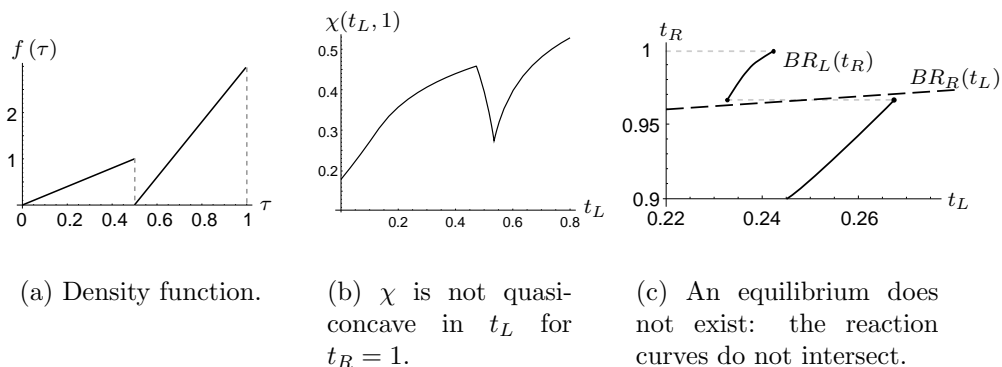 f (τ)
2
1
0
0.2
0.4
0.6
0.8
1
τ
χ(t_L, 1)
0.5
0.4
0.3
0.2
0.2
0.4
0.6
0.8
t_L
t_R
1
0.95
0.9
0.22
0.24
0.26
t_L
BR_L(t_R)
BR_R(t_L)
(a) Density function.
(b) χ is not quasi-
concave in t_L for
t_R = 1.
(c) An equilibrium does
not exist: the reaction
curves do not intersect.